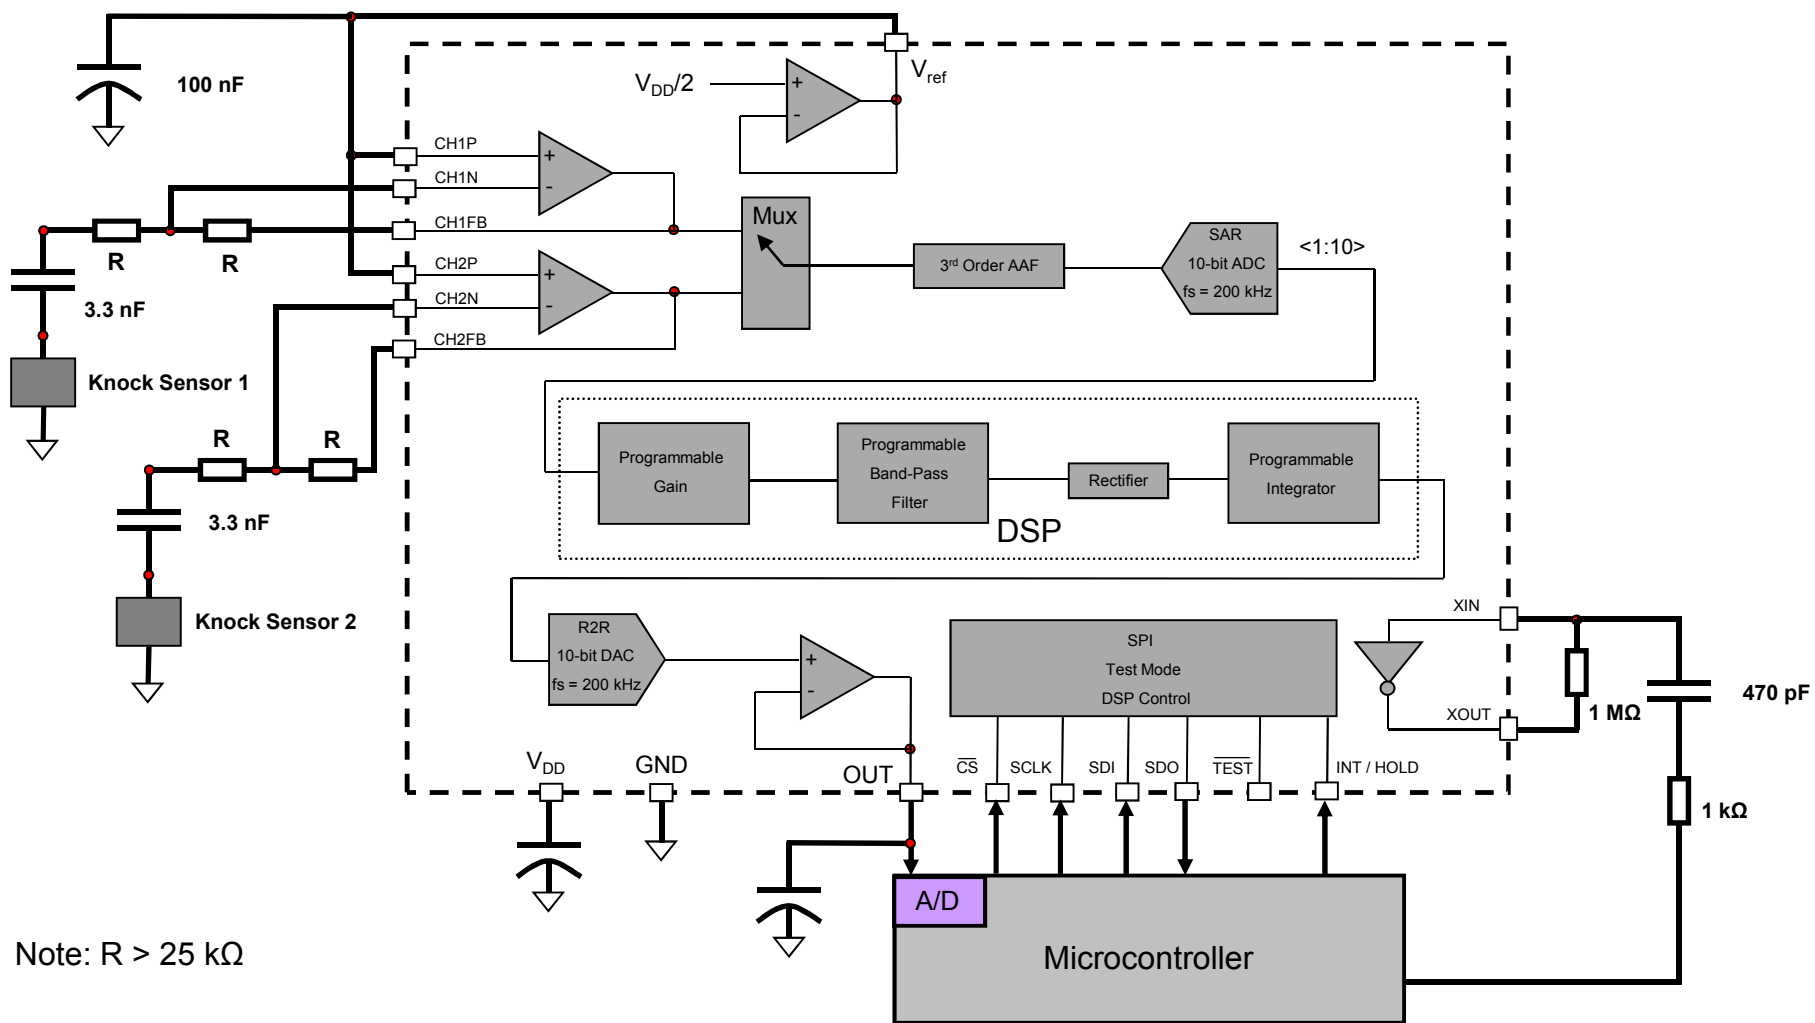 100 nF
V_DD/2
+
-
V_ref
CH1P
CH1N
CH1FB
+
-
Mux
R
R
CH2P
CH2N
CH2FB
+
-
3rd Order AAF
SAR
10-bit ADC
fs = 200 kHz
<1:10>
3.3 nF
Knock Sensor 1
R
R
3.3 nF
Knock Sensor 2
Programmable
Gain
Programmable
Band-Pass
Filter
Rectifier
Programmable
Integrator
DSP
R2R
10-bit DAC
fs = 200 kHz
+
-
SPI
Test Mode
DSP Control
XIN
XOUT
1 MΩ
470 pF
1 kΩ
V_DD
GND
OUT
CS
SCLK
SDI
SDO
TEST
INT / HOLD
A/D
Microcontroller
Note: R > 25 kΩ